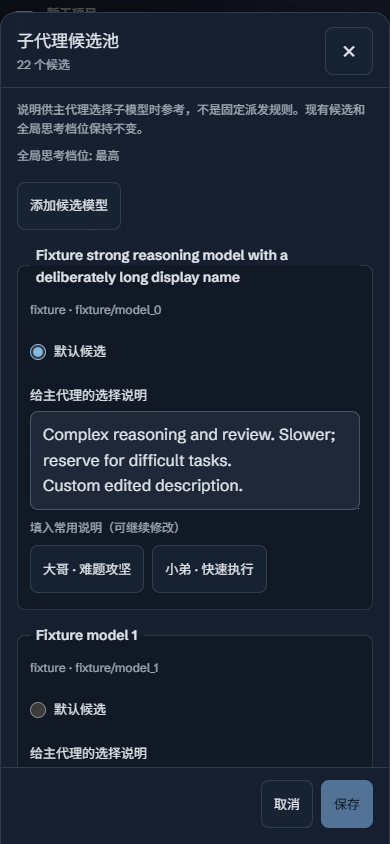 子代理候选池
22 个候选
说明供主代理选择子模型时参考，不是固定派发规则。现有候选和
全局思考档位保持不变。
全局思考档位: 最高
添加候选模型
Fixture strong reasoning model with a
deliberately long display name
fixture · fixture/model_0
默认候选
给主代理的选择说明
Complex reasoning and review. Slower;
reserve for difficult tasks.
Custom edited description.
填入常用说明（可继续修改）
大哥 · 难题攻坚
小弟 · 快速执行
Fixture model 1
fixture · fixture/model_1
默认候选
给主代理的选择说明
取消
保存